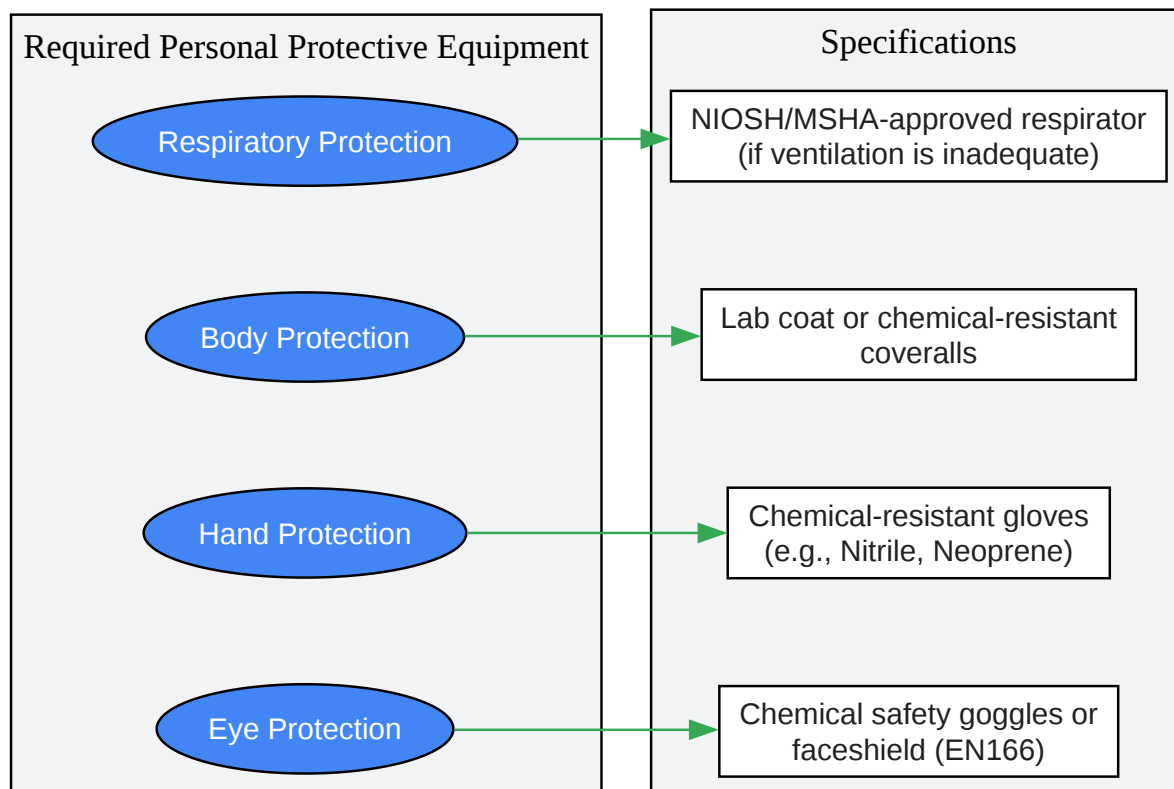 Required Personal Protective Equipment
Specifications
Respiratory Protection
NIOSH/MSHA-approved respirator
(if ventilation is inadequate)
Body Protection
Lab coat or chemical-resistant
coveralls
Hand Protection
Chemical-resistant gloves
(e.g., Nitrile, Neoprene)
Eye Protection
Chemical safety goggles or
faceshield (EN166)